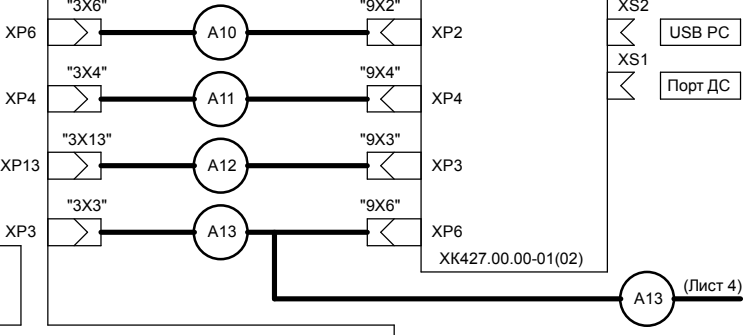 "3X6" "9X2" XS2
XP6 A10 XP2 USB PC
XS1
"3X4" "9X4"
XP4 A11 XP4 Порт ДС
"3X13" "9X3"
XP13 A12 XP3
"3X3" "9X6"
XP3 A13 XP6
ХК427.00.00-01(02)
A13 (Лист 4)